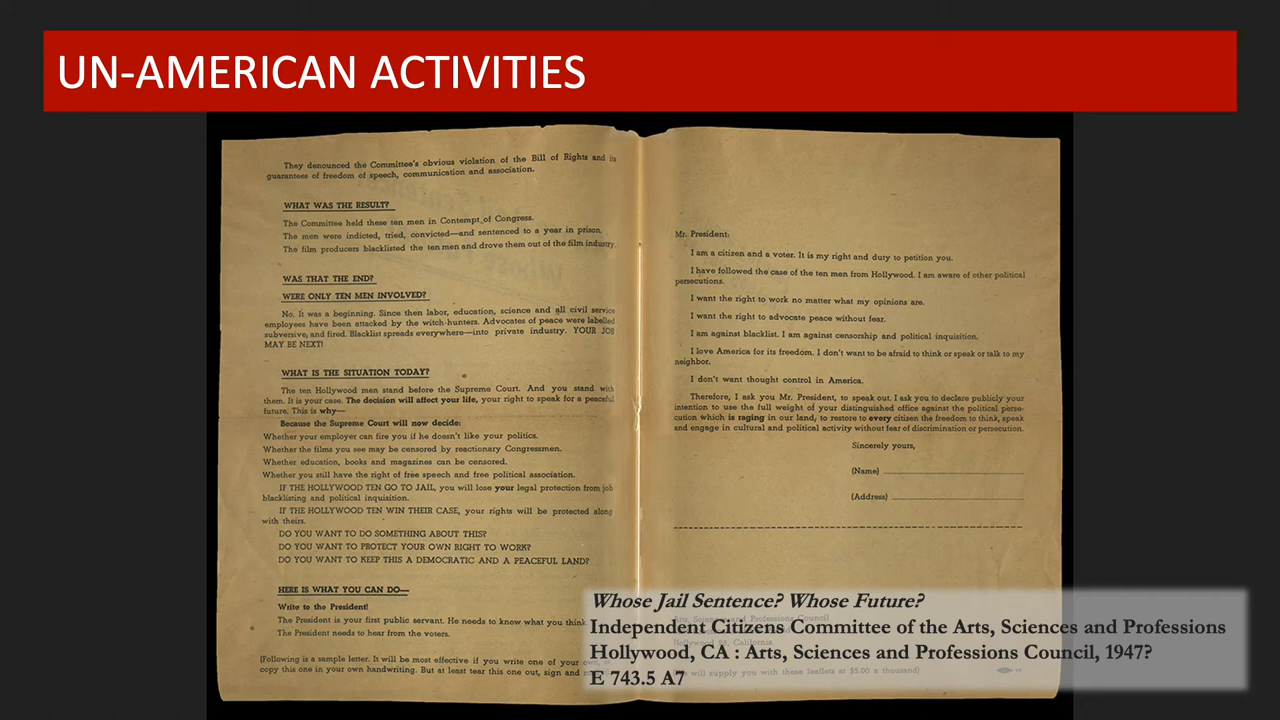 UN-AMERICAN ACTIVITIES
They denounced the Committee's obvious violation of the Bill of Rights and its
guarantees of freedom of speech, communication and association.
WHAT WAS THE RESULT?
The Committee held these ten men in Contempt of Congress.
The men were indicted, tried, convicted—and sentenced to a year in prison.
The film producers blacklisted the ten men and drove them out of the film industry.
WAS THAT THE END?
WERE ONLY TEN MEN INVOLVED?
No. It was a beginning. Since then labor, education, science and all civil service
employees have been attacked by the witch-hunters. Advocates of peace were labelled
subversive, and fired. Blacklist spreads everywhere—into private industry. YOUR JOB
MAY BE NEXT!
WHAT IS THE SITUATION TODAY?
The ten Hollywood men stand before the Supreme Court. And you stand with
them. It is your case. The decision will affect your life, your right to speak for a peaceful
future. This is why—
Because the Supreme Court will now decide:
Whether your employer can fire you if he doesn't like your politics.
Whether the films you see may be censored by reactionary Congressmen.
Whether education, books and magazines can be censored.
Whether you still have the right of free speech and free political association.
IF THE HOLLYWOOD TEN GO TO JAIL, you will lose your legal protection from job
blacklisting and political inquisition.
IF THE HOLLYWOOD TEN WIN THEIR CASE, your rights will be protected along
with theirs.
DO YOU WANT TO DO SOMETHING ABOUT THIS?
DO YOU WANT TO PROTECT YOUR OWN RIGHT TO WORK?
DO YOU WANT TO KEEP THIS A DEMOCRATIC AND A PEACEFUL LAND?
HERE IS WHAT YOU CAN DO—
Write to the President!
The President is your first public servant. He needs to know what you think.
The President needs to hear from the voters.
(Following is a sample letter. It will be most effective if you write one of your own, or
copy this one in your own handwriting. But at least tear this one out, sign and
Mr. President:
I am a citizen and a voter. It is my right and duty to petition you.
I have followed the case of the ten men from Hollywood. I am aware of other political
persecutions.
I want the right to work no matter what my opinions are.
I want the right to advocate peace without fear.
I am against blacklist. I am against censorship and political inquisition.
I love America for its freedom. I don't want to be afraid to think or speak or talk to my
neighbor.
I don't want thought control in America.
Therefore, I ask you Mr. President, to speak out. I ask you to declare publicly your
intention to use the full weight of your distinguished office against the political perse-
cution which is raging in our land, to restore to every citizen the freedom to think, speak
and engage in cultural and political activity without fear of discrimination or persecution.
Sincerely yours,
(Name)
(Address)
Arts, Sciences and Professions Council
Hollywood 28, California
will supply you with these leaflets at $5.00 a thousand)
Whose Jail Sentence? Whose Future?
Independent Citizens Committee of the Arts, Sciences and Professions
Hollywood, CA : Arts, Sciences and Professions Council, 1947?
E 743.5 A7